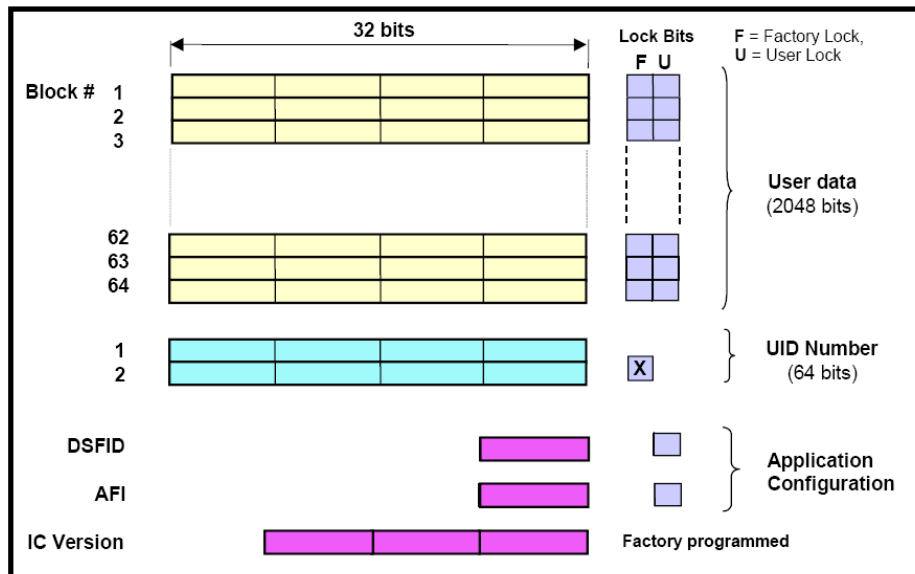 32 bits
Lock Bits
F = Factory Lock,
U = User Lock
F U
Block # 1
2
3
User data
(2048 bits)
62
63
64
1
2
X
UID Number
(64 bits)
DSFID
AFI
Application
Configuration
IC Version
Factory programmed